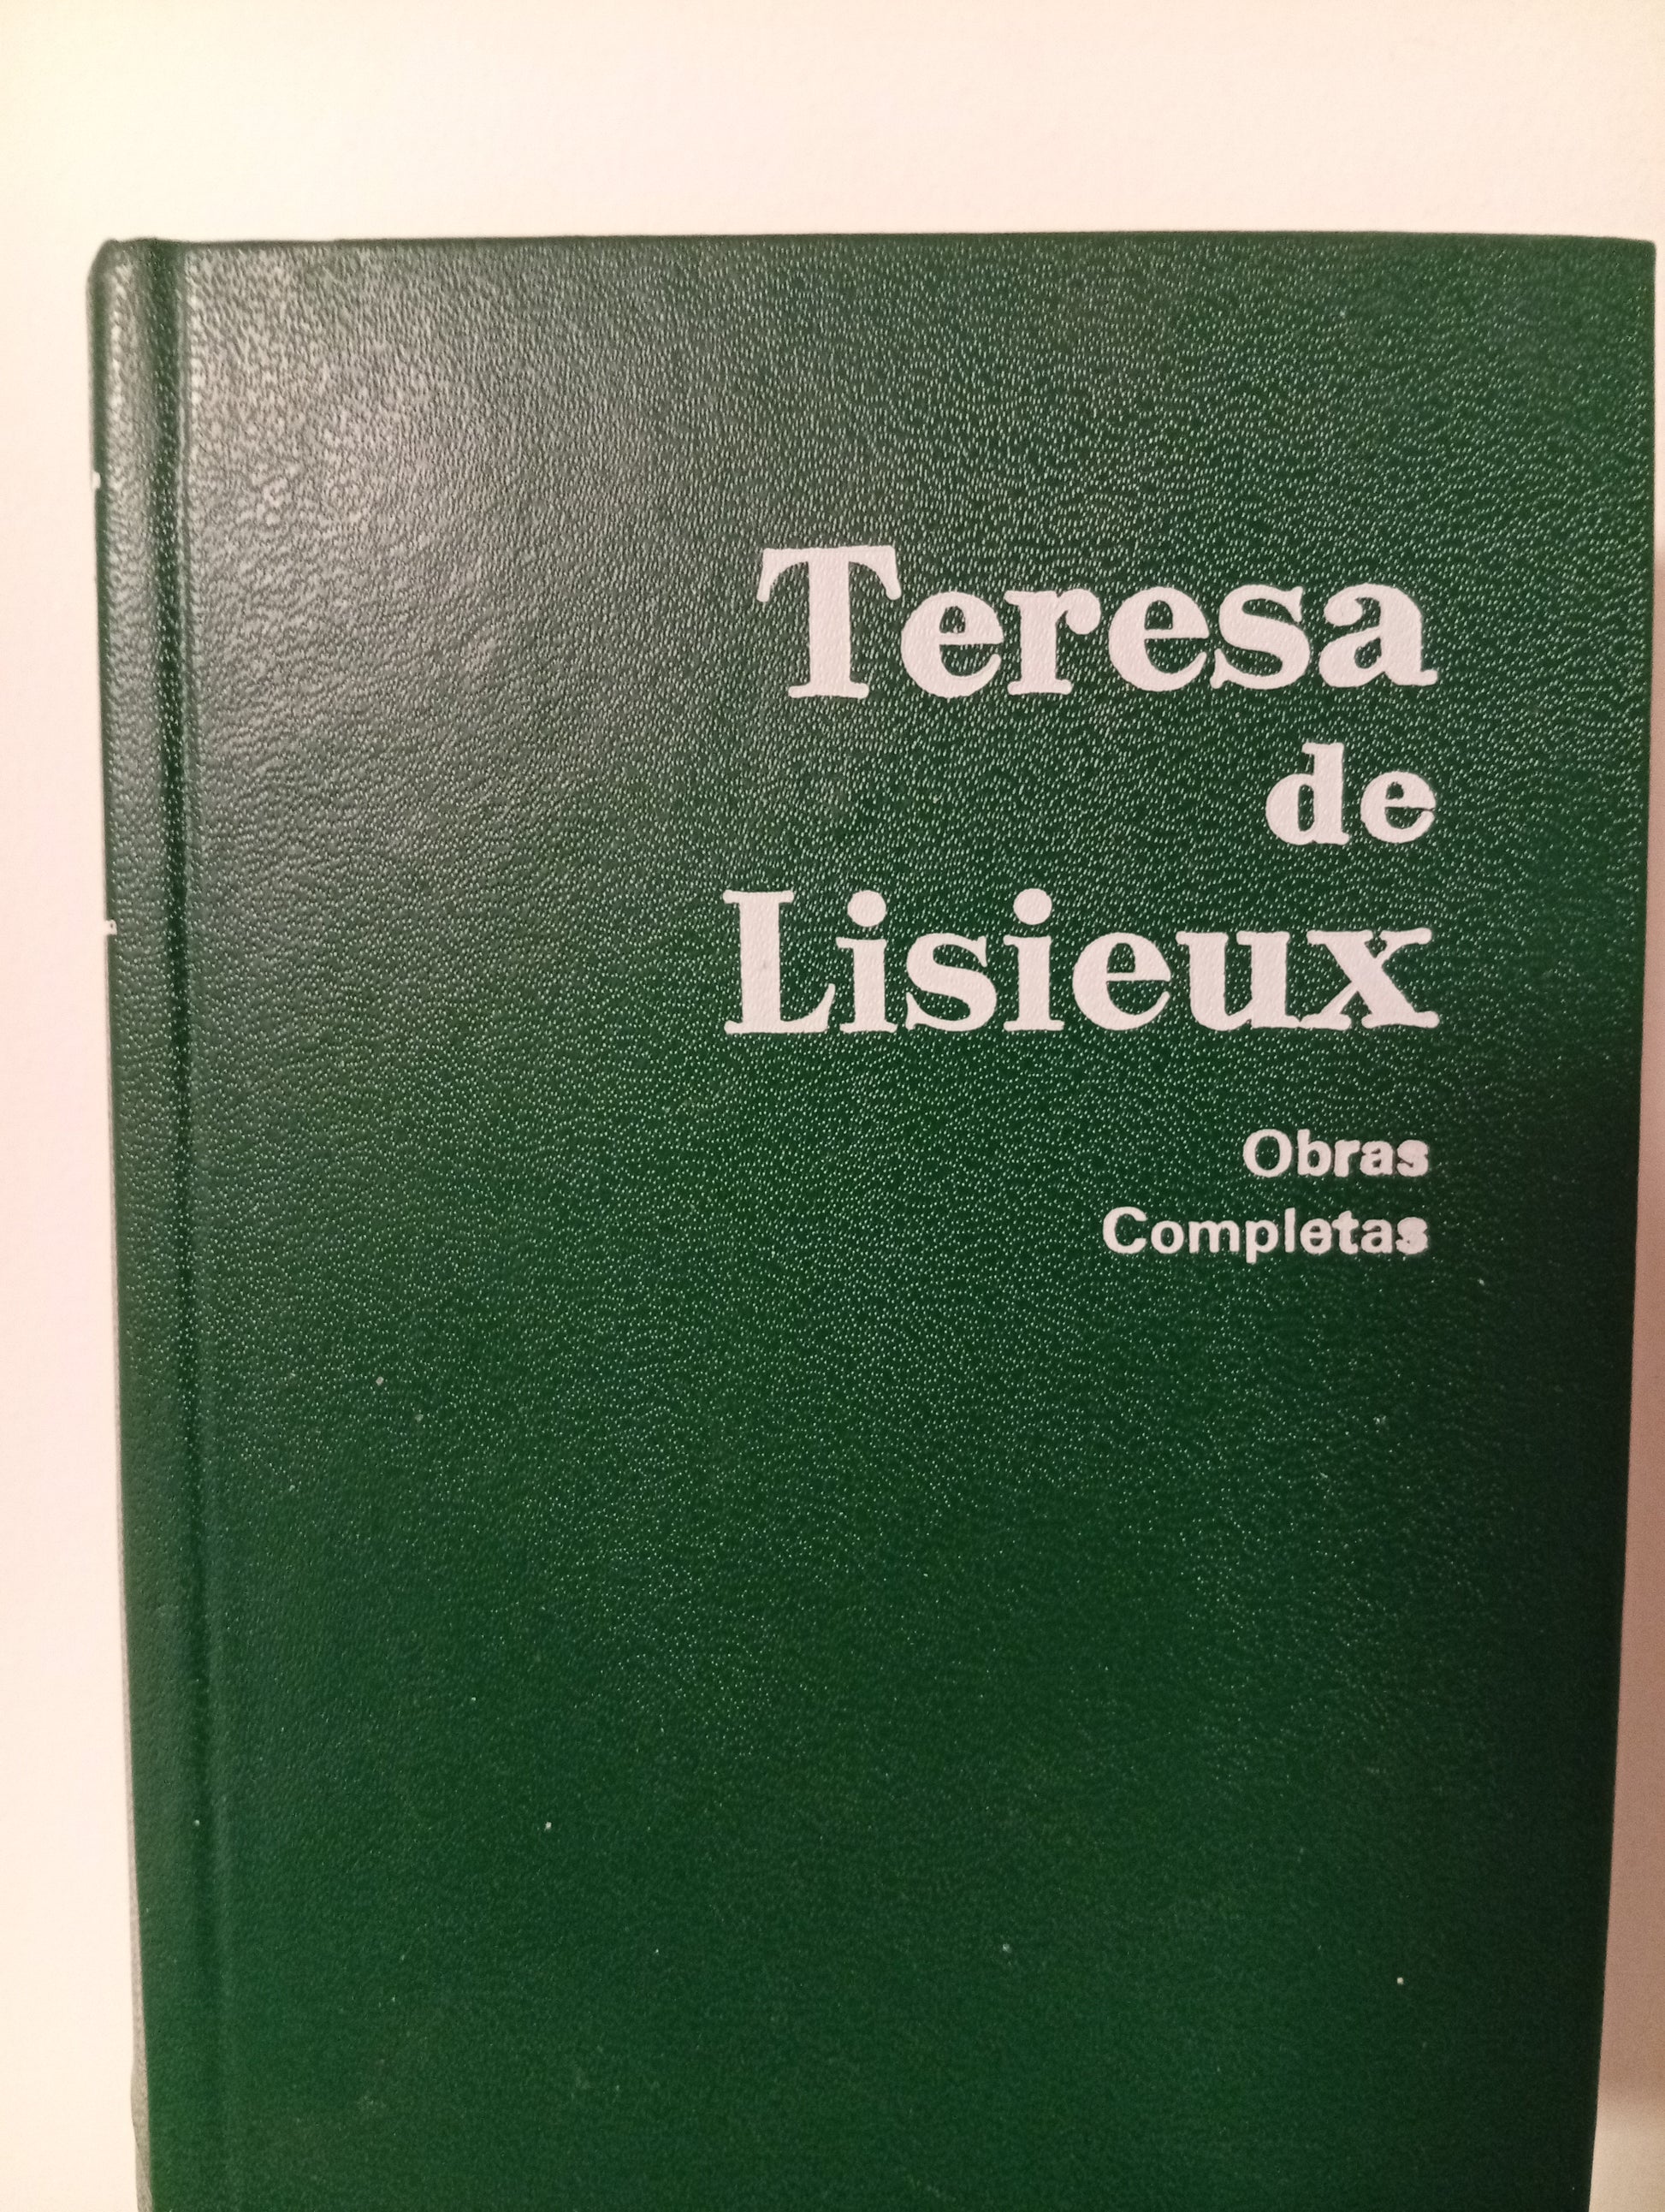 Teresa
de
Lisieux
Obras
Completas